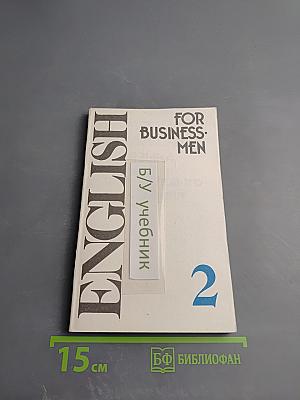 ENGLISH
FOR
BUSINESS-
MEN
Б/У учебник
2
15 см
БФ БИБЛИОФАН